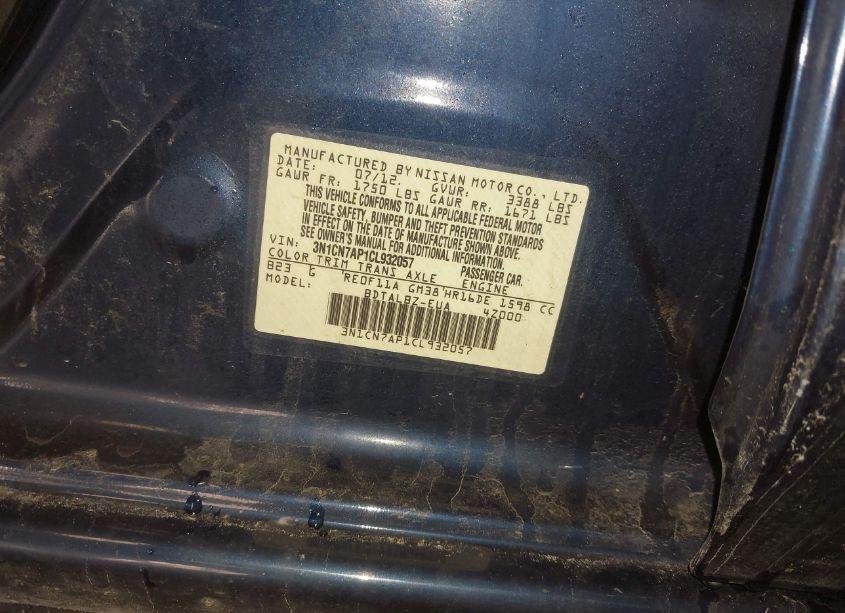 MANUFACTURED BY NISSAN MOTOR CO., LTD.
DATE: 07/12. GVWR: 3388 LBS
GAWR FR: 1750 LBS GAWR RR: 1671 LBS
THIS VEHICLE CONFORMS TO ALL APPLICABLE FEDERAL MOTOR
VEHICLE SAFETY, BUMPER AND THEFT PREVENTION STANDARDS
IN EFFECT ON THE DATE OF MANUFACTURE SHOWN ABOVE.
SEE OWNER'S MANUAL FOR ADDITIONAL INFORMATION.
VIN: 3N1CN7AP1CL932057 PASSENGER CAR.
COLOR TRIM TRANS AXLE ENGINE
B23 G RE0F11A GM38 HR16DE 1598 CC
MODEL: BDTALBZ-EUA 4Z000
3N1CN7AP1CL932057